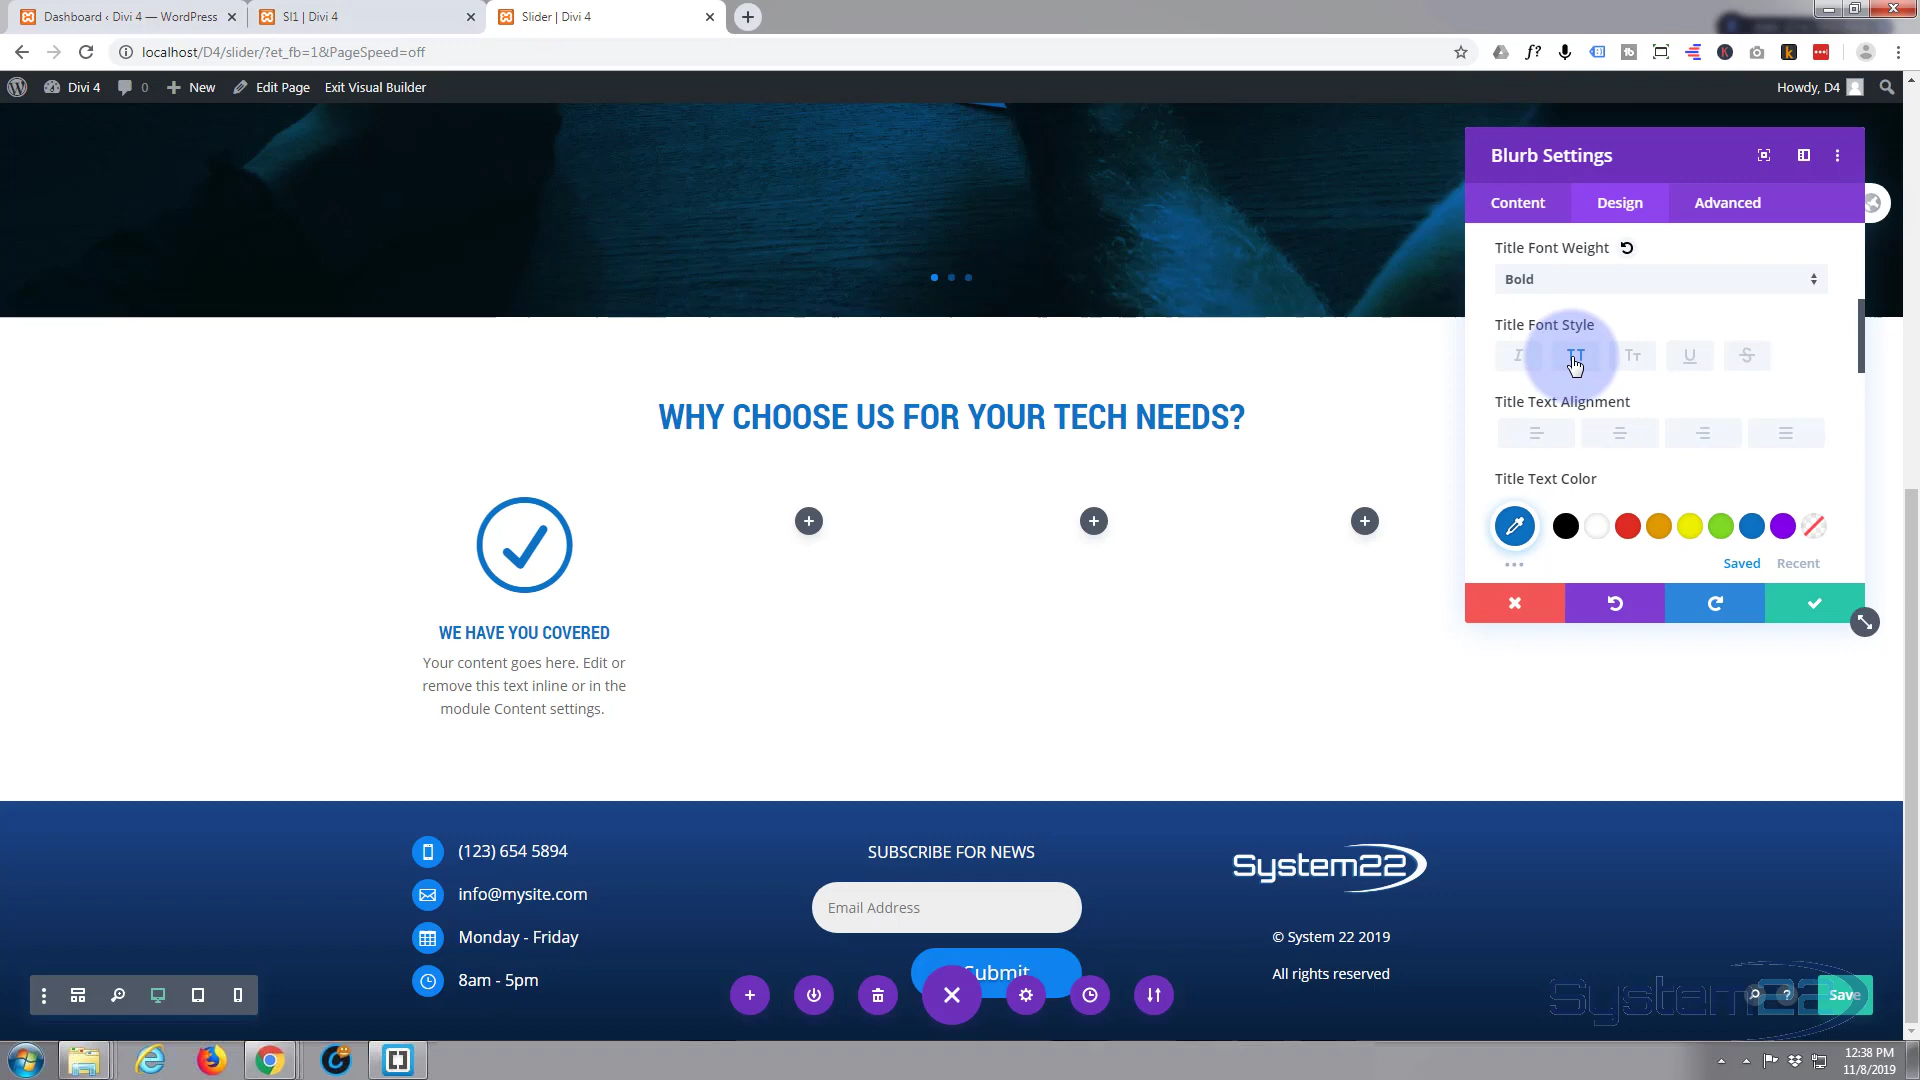 Dashboard ‹ Divi 4 — WordPress
Sl1 | Divi 4
Slider | Divi 4
localhost/D4/slider/?et_fb=1&PageSpeed=off
Divi 4
0
New
Edit Page
Exit Visual Builder
Howdy, D4
Blurb Settings
Content
Design
Advanced
Title Font Weight
Bold
Title Font Style
Title Text Alignment
Title Text Color
Saved
Recent
WHY CHOOSE US FOR YOUR TECH NEEDS?
WE HAVE YOU COVERED
Your content goes here. Edit or
remove this text inline or in the
module Content settings.
(123) 654 5894
info@mysite.com
Monday - Friday
8am - 5pm
SUBSCRIBE FOR NEWS
Email Address
Submit
System22
© System 22 2019
All rights reserved
System22
Save
12:38 PM
11/8/2019